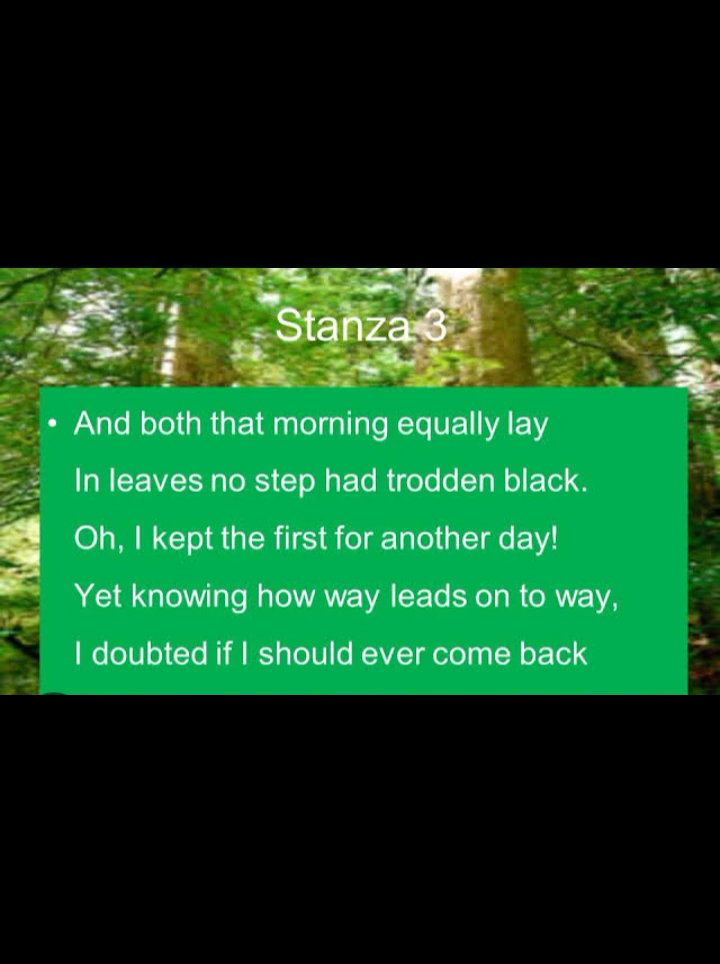 Stanza 3
• And both that morning equally lay
In leaves no step had trodden black.
Oh, I kept the first for another day!
Yet knowing how way leads on to way,
I doubted if I should ever come back